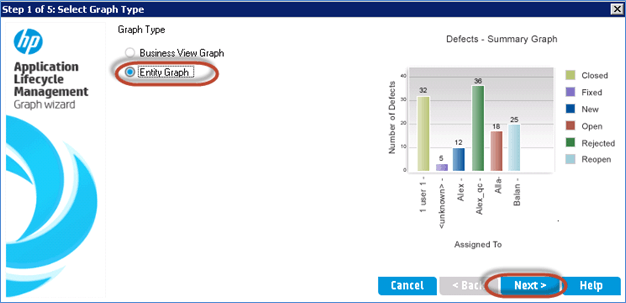 Step 1 of 5: Select Graph Type
hp
Application
Lifecycle
Management
Graph wizard
Graph Type
Business View Graph
Entity Graph
Defects - Summary Graph
Number of Defects
40
30
20
10
0
32
5
12
36
18
25
1 user 1 -
<unknown> -
Alex -
Alex_qc -
Alla-
Balan -
Assigned To
Closed
Fixed
New
Open
Rejected
Reopen
Cancel
< Back
Next >
Help